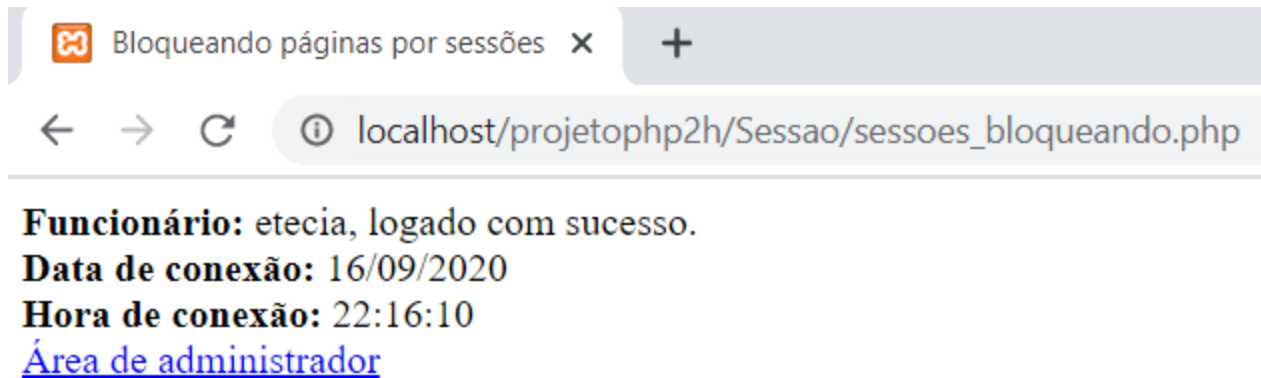 Bloqueando páginas por sessões
localhost/projetophp2h/Sessao/sessoes_bloqueando.php
Funcionário: etecia, logado com sucesso.
Data de conexão: 16/09/2020
Hora de conexão: 22:16:10
Área de administrador